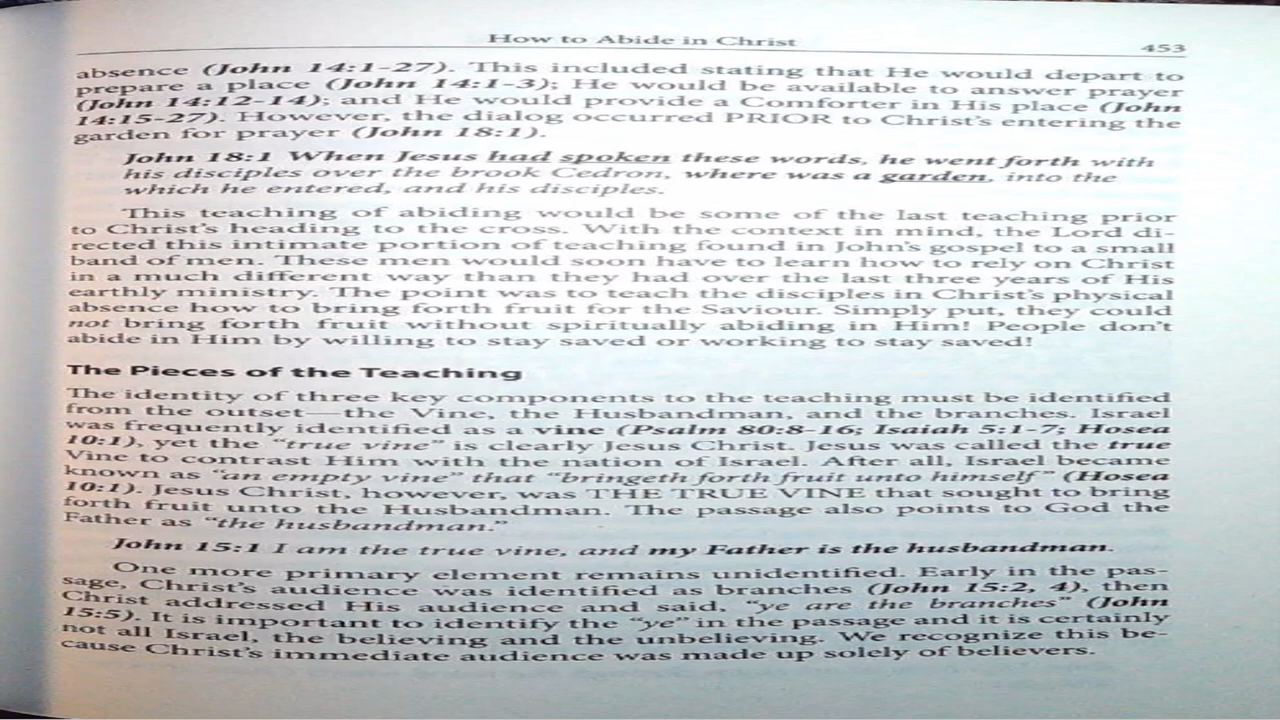 How to Abide in Christ
453
absence (John 14:1-27). This included stating that He would depart to
prepare a place (John 14:1-3); He would be available to answer prayer
(John 14:12-14); and He would provide a Comforter in His place (John
14:15-27). However, the dialog occurred PRIOR to Christ's entering the
garden for prayer (John 18:1).
John 18:1 When Jesus had spoken these words, he went forth with
his disciples over the brook Cedron, where was a garden, into the
which he entered, and his disciples.
This teaching of abiding would be some of the last teaching prior
to Christ's heading to the cross. With the context in mind, the Lord di-
rected this intimate portion of teaching found in John's gospel to a small
band of men. These men would soon have to learn how to rely on Christ
in a much different way than they had over the last three years of His
earthly ministry. The point was to teach the disciples in Christ's physical
absence how to bring forth fruit for the Saviour. Simply put, they could
not bring forth fruit without spiritually abiding in Him! People don't
abide in Him by willing to stay saved or working to stay saved!
The Pieces of the Teaching
The identity of three key components to the teaching must be identified
from the outset—the Vine, the Husbandman, and the branches. Israel
was frequently identified as a vine (Psalm 80:8-16; Isaiah 5:1-7; Hosea
10:1), yet the "true vine" is clearly Jesus Christ. Jesus was called the true
Vine to contrast Him with the nation of Israel. After all, Israel became
known as "an empty vine" that "bringeth forth fruit unto himself" (Hosea
10:1). Jesus Christ, however, was THE TRUE VINE that sought to bring
forth fruit unto the Husbandman. The passage also points to God the
Father as "the husbandman."
John 15:1 I am the true vine, and my Father is the husbandman.
One more primary element remains unidentified. Early in the pas-
sage, Christ's audience was identified as branches (John 15:2, 4), then
Christ addressed His audience and said, "ye are the branches" (John
15:5). It is important to identify the "ye" in the passage and it is certainly
not all Israel, the believing and the unbelieving. We recognize this be-
cause Christ's immediate audience was made up solely of believers.